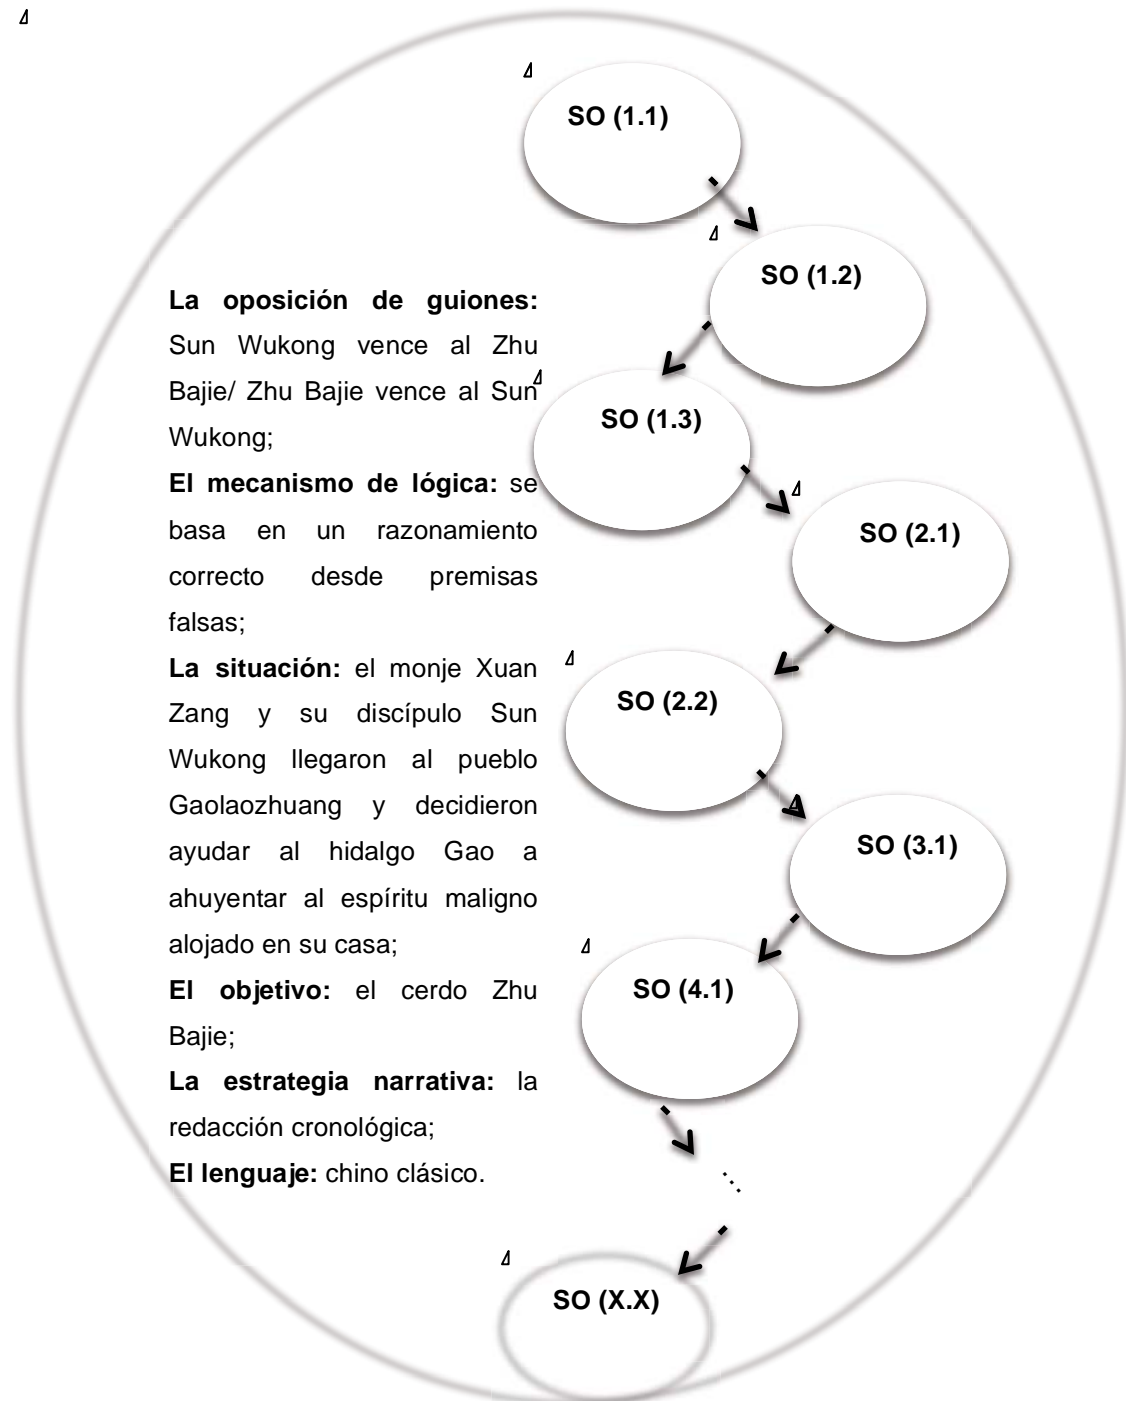 SO (1.1)
SO (1.2)
La oposición de guiones:
Sun Wukong vence al Zhu
Bajie/ Zhu Bajie vence al Sun
Wukong;
El mecanismo de lógica: se
basa en un razonamiento
correcto desde premisas
falsas;
La situación: el monje Xuan
Zang y su discípulo Sun
Wukong llegaron al pueblo
Gaolaozhuang y decidieron
ayudar al hidalgo Gao a
ahuyentar al espíritu maligno
alojado en su casa;
El objetivo: el cerdo Zhu
Bajie;
La estrategia narrativa: la
redacción cronológica;
El lenguaje: chino clásico.
SO (1.3)
SO (2.1)
SO (2.2)
SO (3.1)
SO (4.1)
...
SO (X.X)